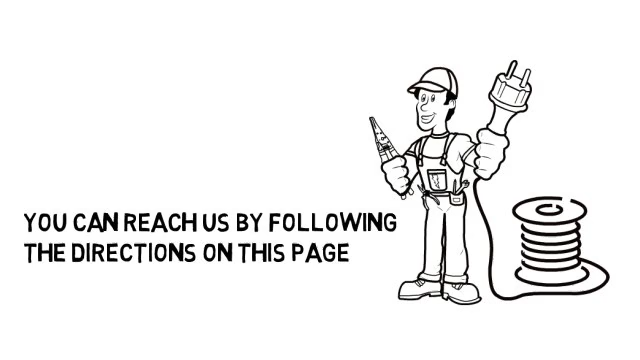 YOU CAN REACH US BY FOLLOWING
THE DIRECTIONS ON THIS PAGE